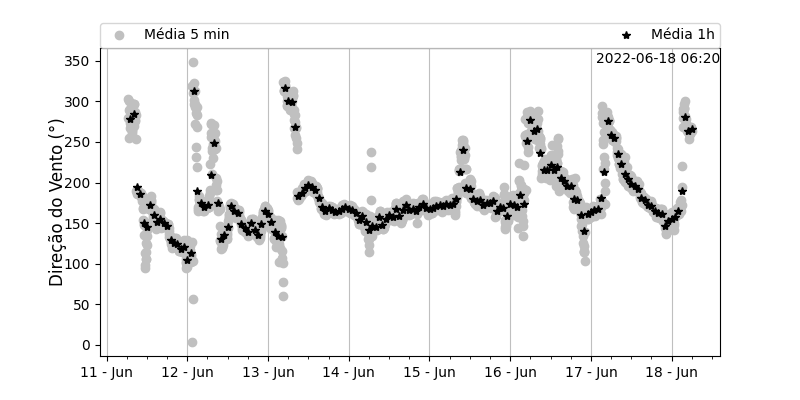 Média 5 min
Média 1h
2022-06-18 06:20
Direção do Vento (°)
350
300
250
200
150
100
50
0
11 - Jun
12 - Jun
13 - Jun
14 - Jun
15 - Jun
16 - Jun
17 - Jun
18 - Jun